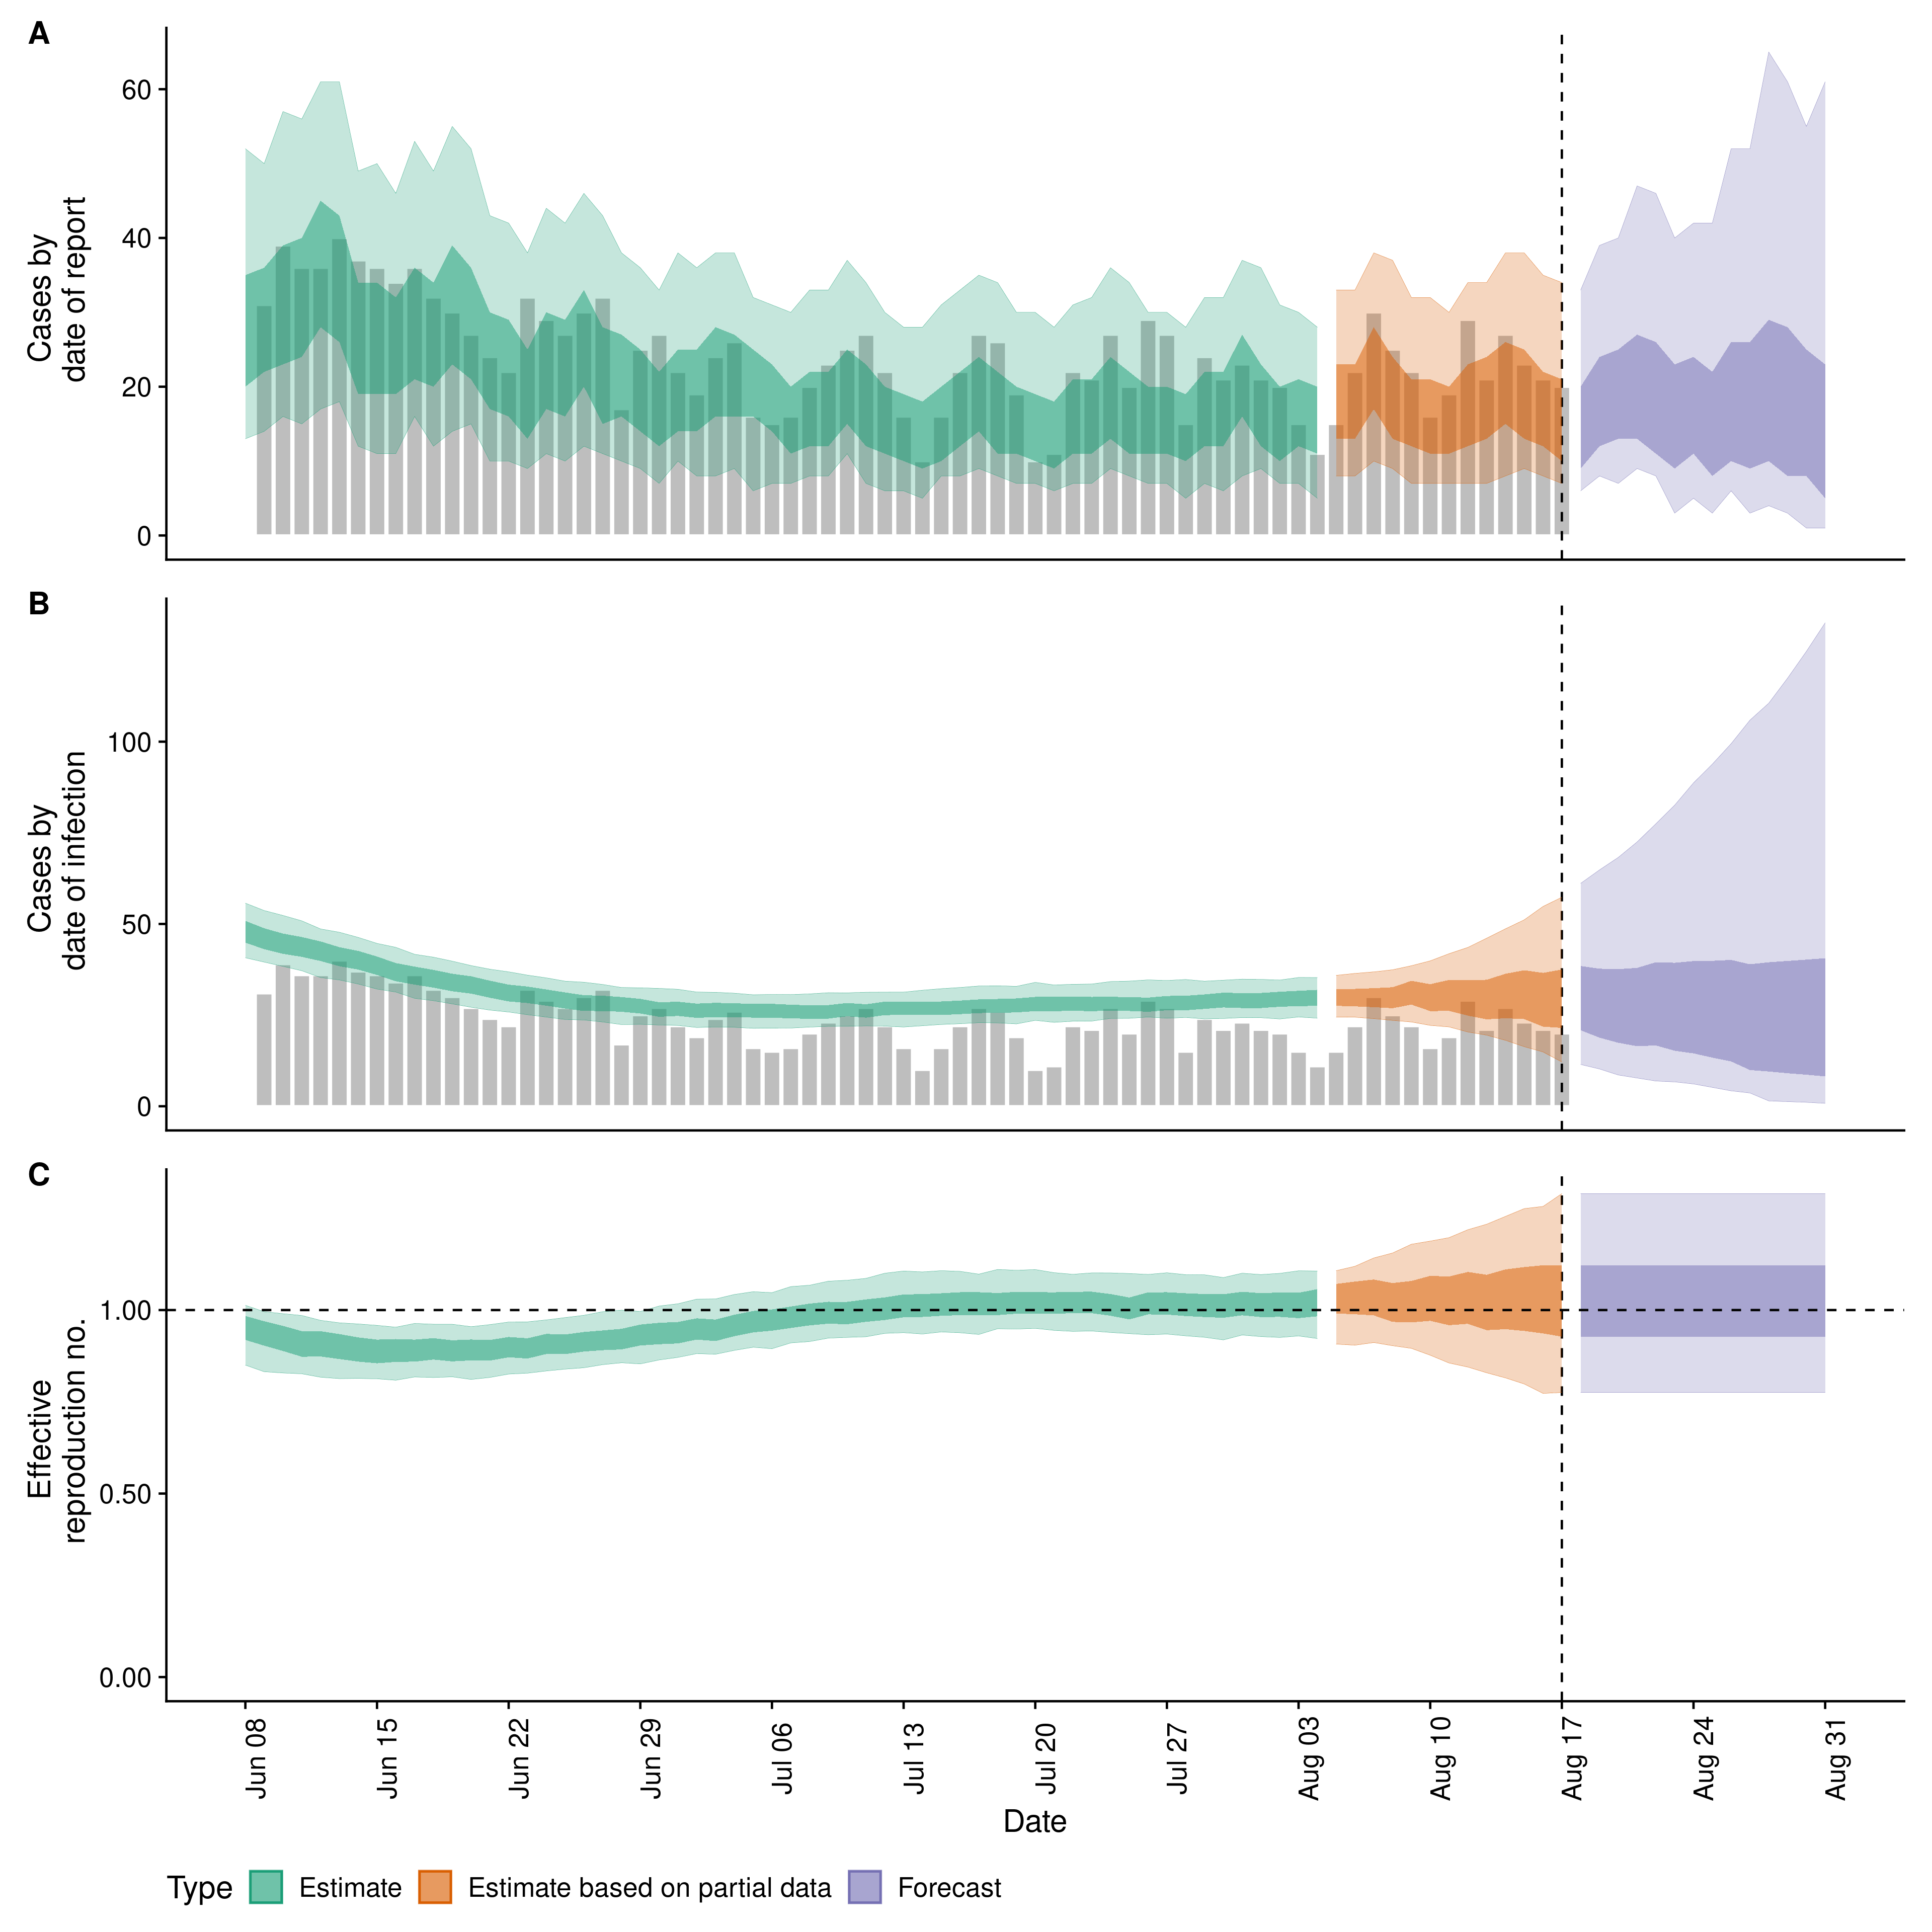 A
Cases by
date of report
60
40
20
0
B
Cases by
date of infection
100
50
0
C
Effective
reproduction no.
1.00
0.50
0.00
Jun 08
Jun 15
Jun 22
Jun 29
Jul 06
Jul 13
Jul 20
Jul 27
Aug 03
Aug 10
Aug 17
Aug 24
Aug 31
Date
Type Estimate Estimate based on partial data Forecast